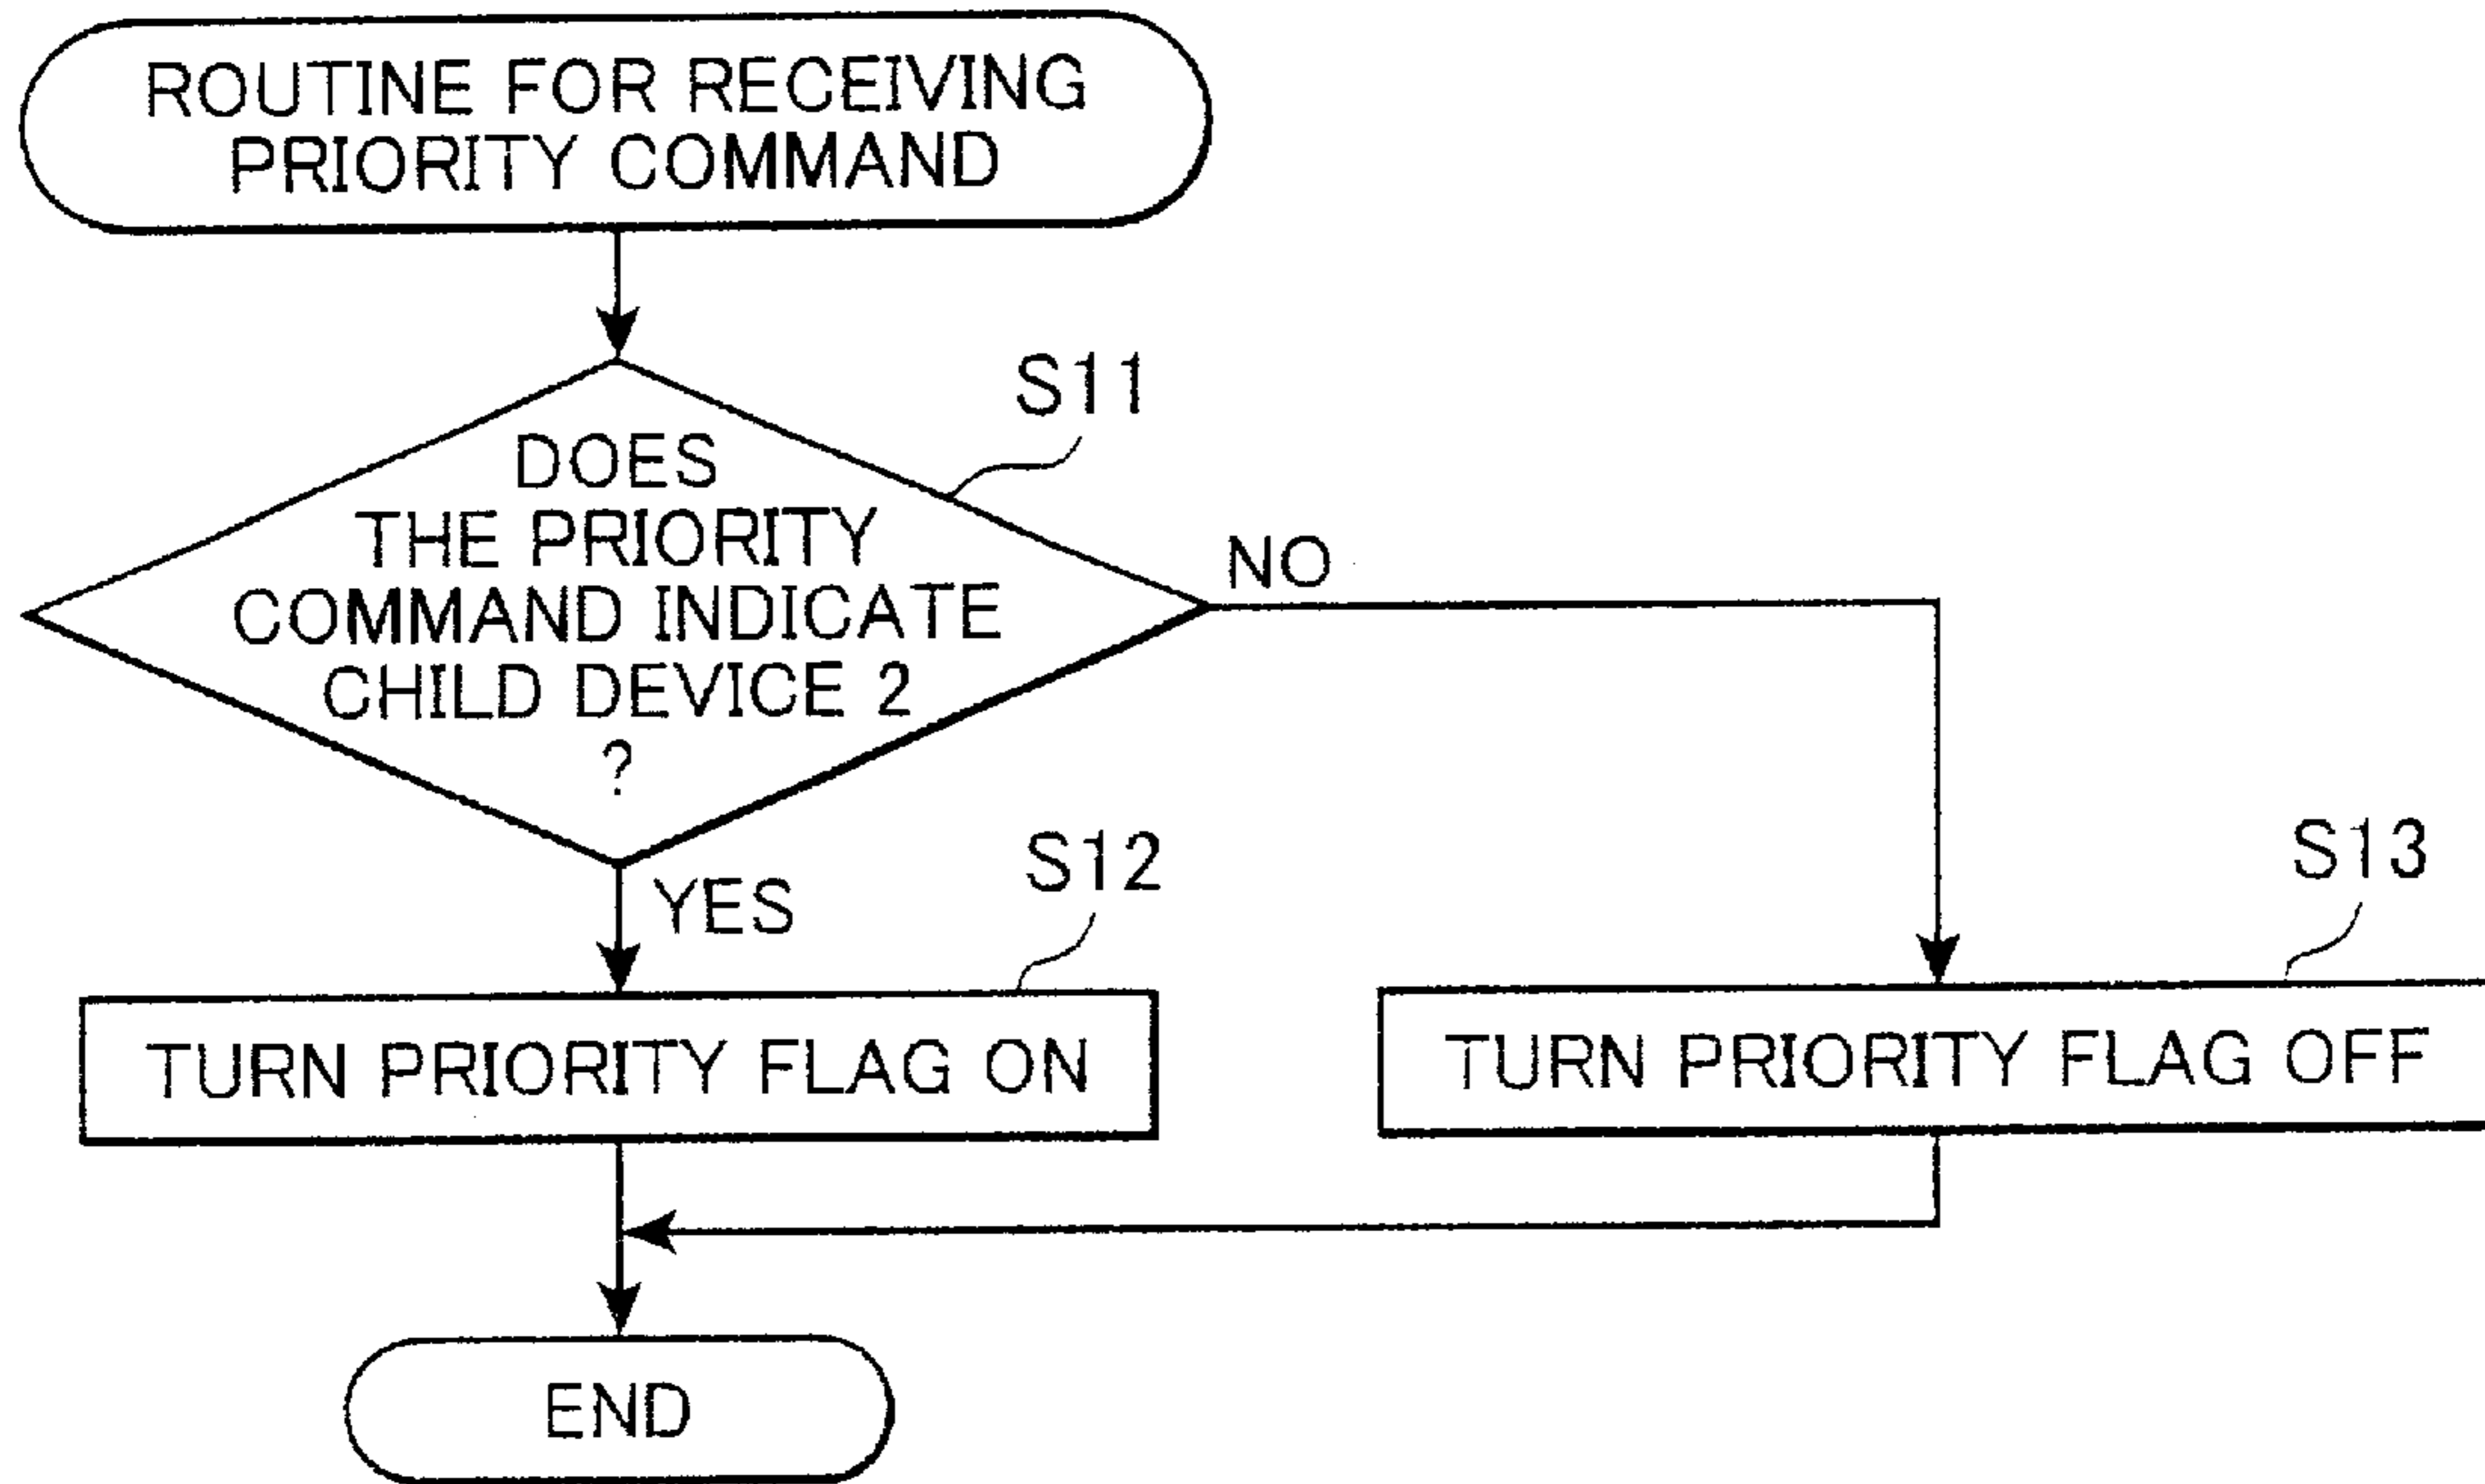 ROUTINE FOR RECEIVING
PRIORITY COMMAND
S11
DOES
THE PRIORITY
COMMAND INDICATE
CHILD DEVICE 2
?
NO
YES
S12
S13
TURN PRIORITY FLAG ON
TURN PRIORITY FLAG OFF
END